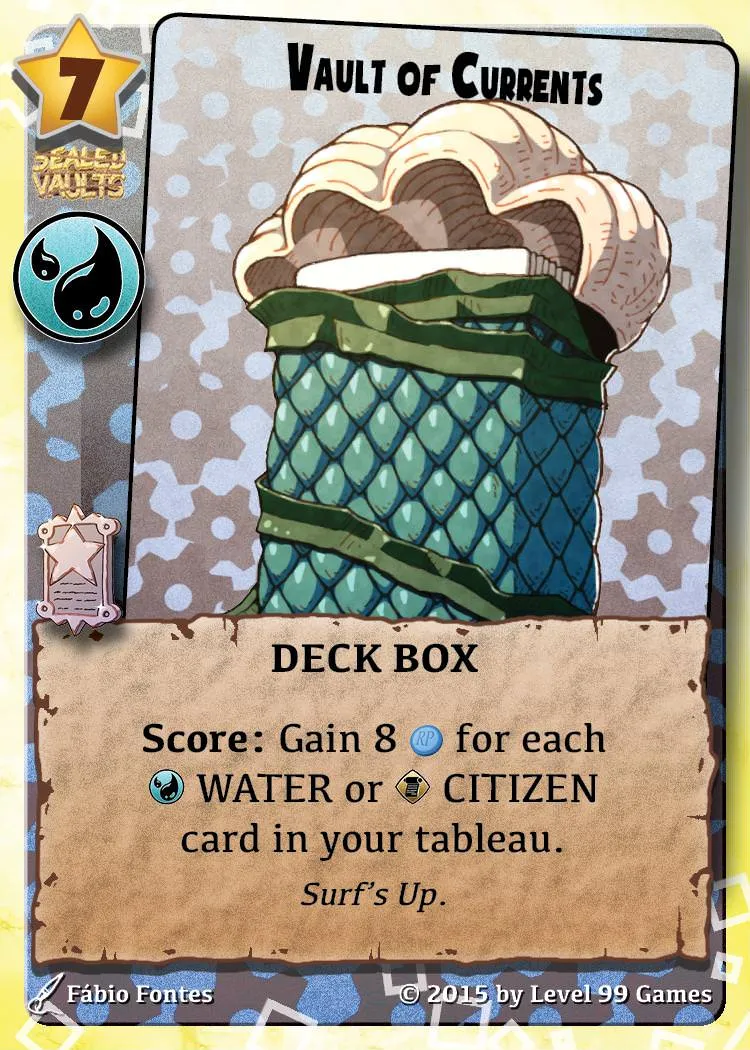 7
VAULT OF CURRENTS
SEALED
VAULTS
DECK BOX
Score: Gain 8 RP for each
WATER or CITIZEN
card in your tableau.
Surf's Up.
Fábio Fontes
© 2015 by Level 99 Games